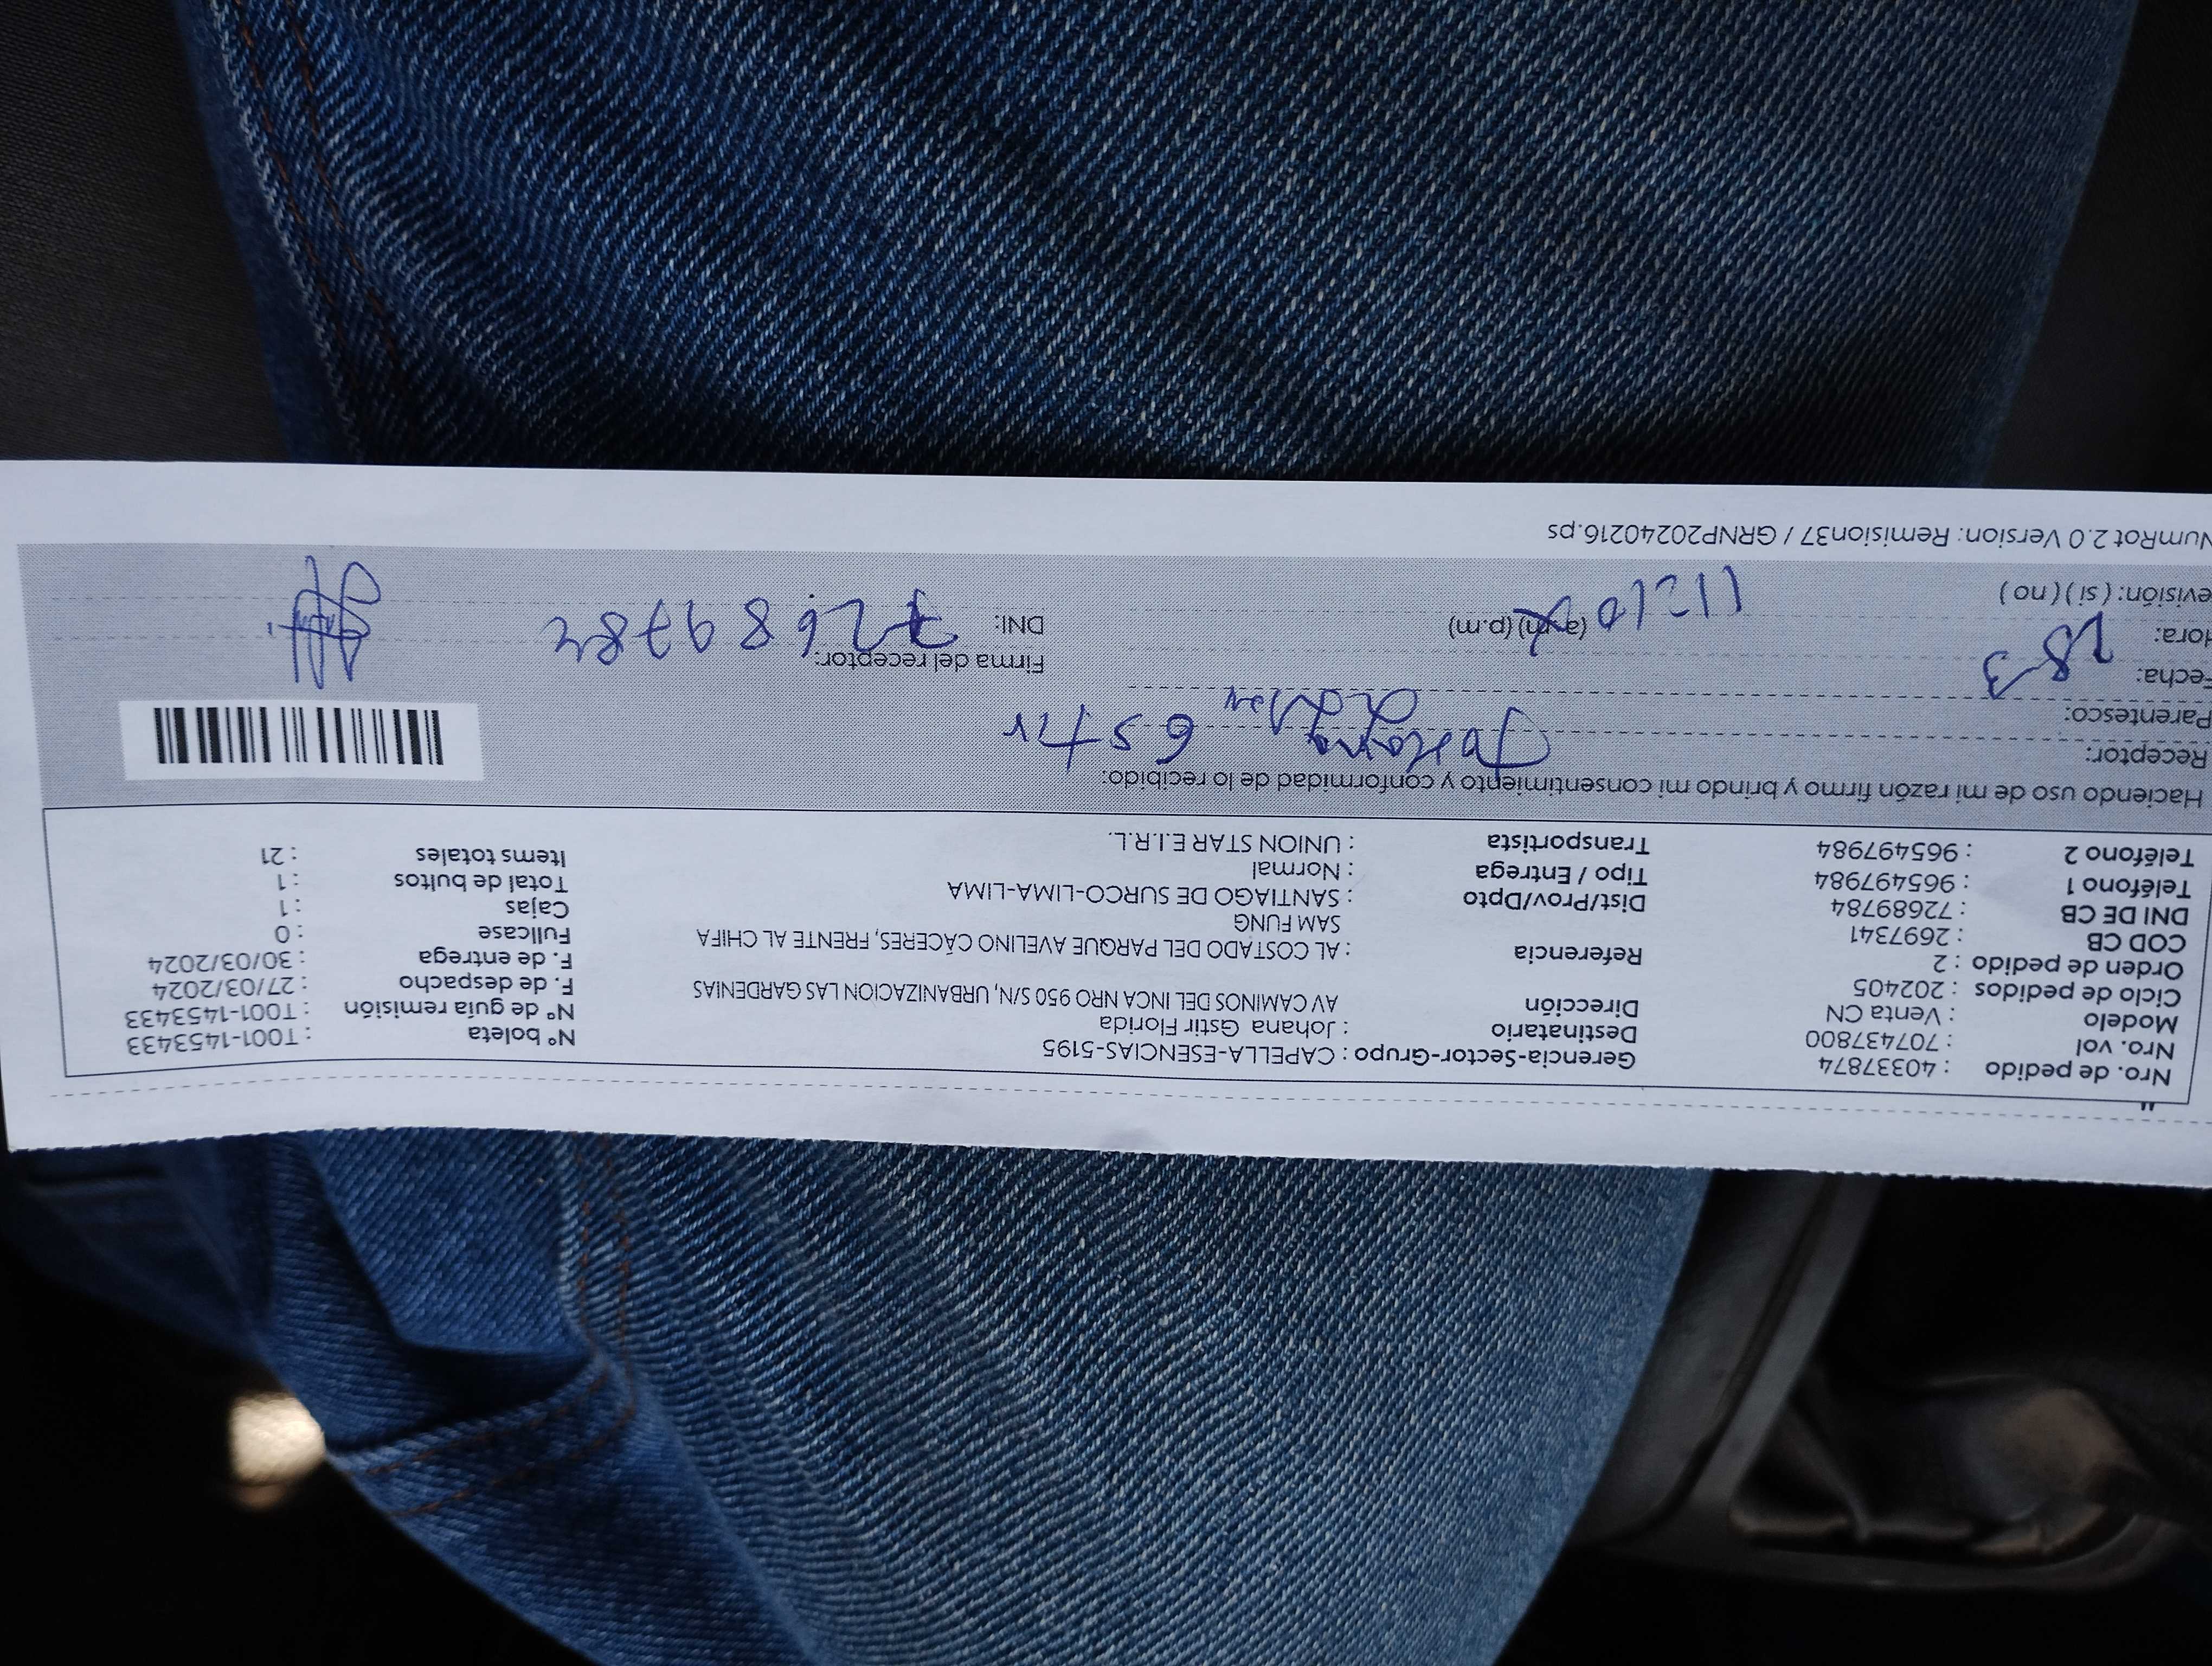 Nro. de pedido : 40337874 Gerencia-Sector-Grupo : CAPELLA-ESENCIAS-5195 N° boleta : T001-1453433
Nro. vol : 707437800 Destinatario : Johana Gstir Florida N° de guía remisión : T001-1453433
Modelo : Venta CN Dirección AV CAMINOS DEL INCA NRO 950 S/N, URBANIZACION LAS GARDENIAS F. de despacho : 27/03/2024
Ciclo de pedidos : 202405 F. de entrega : 30/03/2024
Orden de pedido : 2 Referencia : AL COSTADO DEL PARQUE AVELINO CÁCERES, FRENTE AL CHIFA Fullcase : 0
COD CB : 2697341 SAM FUNG Cajas : 1
DNI DE CB : 72689784 Dist/Prov/Dpto : SANTIAGO DE SURCO-LIMA-LIMA Total de bultos : 1
Teléfono 1 : 965497984 Tipo / Entrega : Normal Items totales : 21
Teléfono 2 : 965497984 Transportista : UNION STAR E.I.R.L.
Haciendo uso de mi razón firmo y brindo mi consentimiento y conformidad de lo recibido:
Receptor: Johana Gstir
Parentesco:
Fecha: 28 3 Firma del receptor:
Hora: 11:10 (a.m) (p.m) DNI: 72689784
evisión: ( si ) ( no )
NumRot 2.0 Version: Remision37 / GRNP20240216.ps